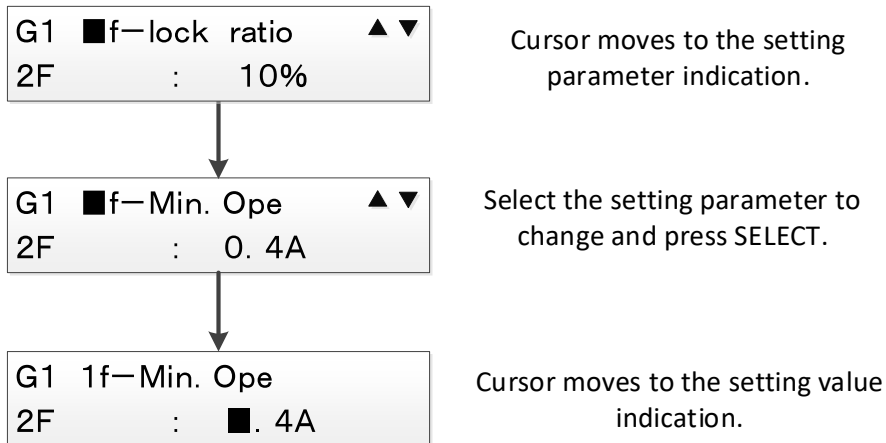 G1 ■f−lock ratio ▲ ▼
2F : 10%
Cursor moves to the setting
parameter indication.
G1 ■f−Min. Ope ▲ ▼
2F : 0. 4A
Select the setting parameter to
change and press SELECT.
G1 1f−Min. Ope
2F : ■. 4A
Cursor moves to the setting value
indication.